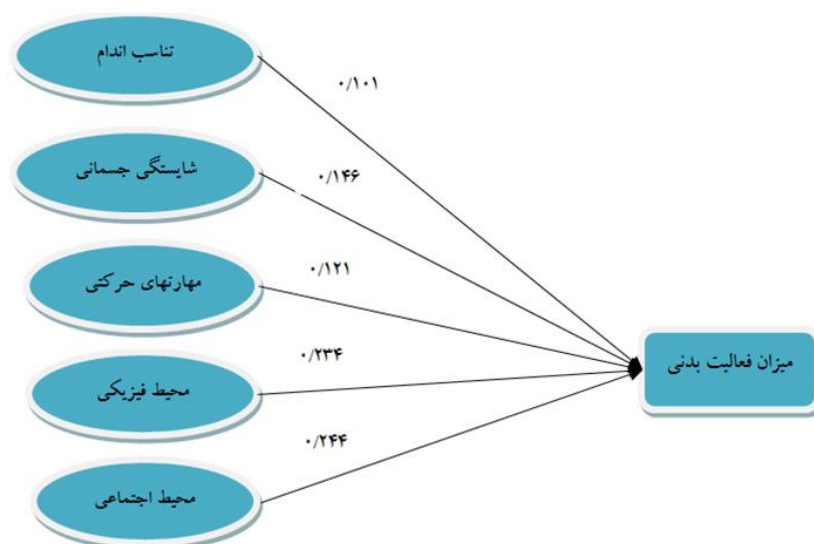 تناسب اندام
۰/۱۰۱
شایستگی جسمانی
۰/۱۴۶
مهارتهای حرکتی
۰/۱۲۱
میزان فعالیت بدنی
محیط فیزیکی
۰/۲۳۴
محیط اجتماعی
۰/۲۴۴